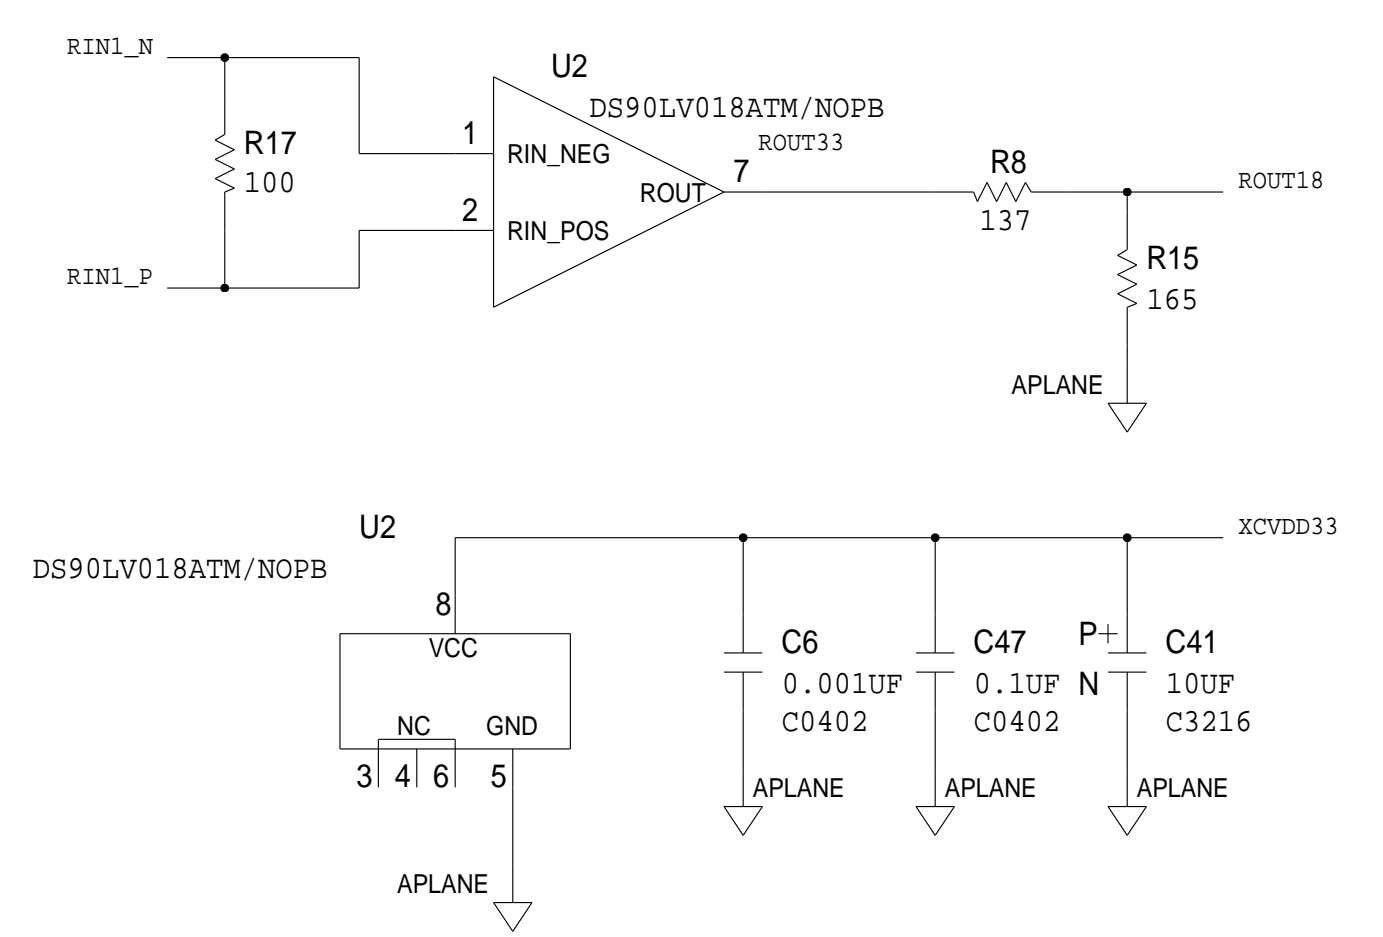 RIN1_N
U2
DS90LV018ATM/NOPB
ROUT33
R17
100
1
RIN_NEG
7
ROUT
R8
137
ROUT18
2
RIN_POS
RIN1_P
R15
165
APLANE
U2
XCVDD33
DS90LV018ATM/NOPB
8
VCC
C6
0.001UF
C0402
C47
0.1UF
C0402
P+
N
C41
10UF
C3216
NC
GND
3
4
6
5
APLANE
APLANE
APLANE
APLANE